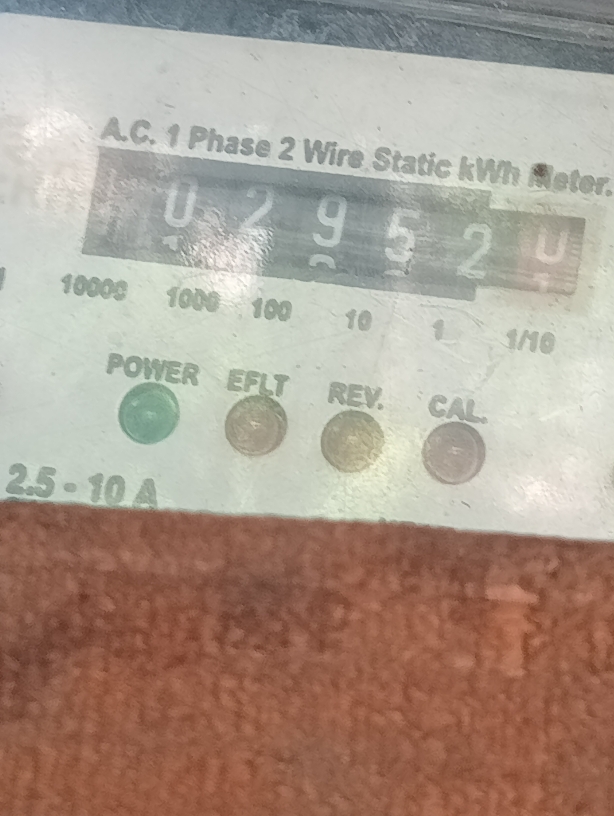 A.C. 1 Phase 2 Wire Static kWh Meter
0 2 9 5 2 0
10000 1000 100 10 1 1/10
POWER EFLT REV. CAL.
2.5 - 10 A